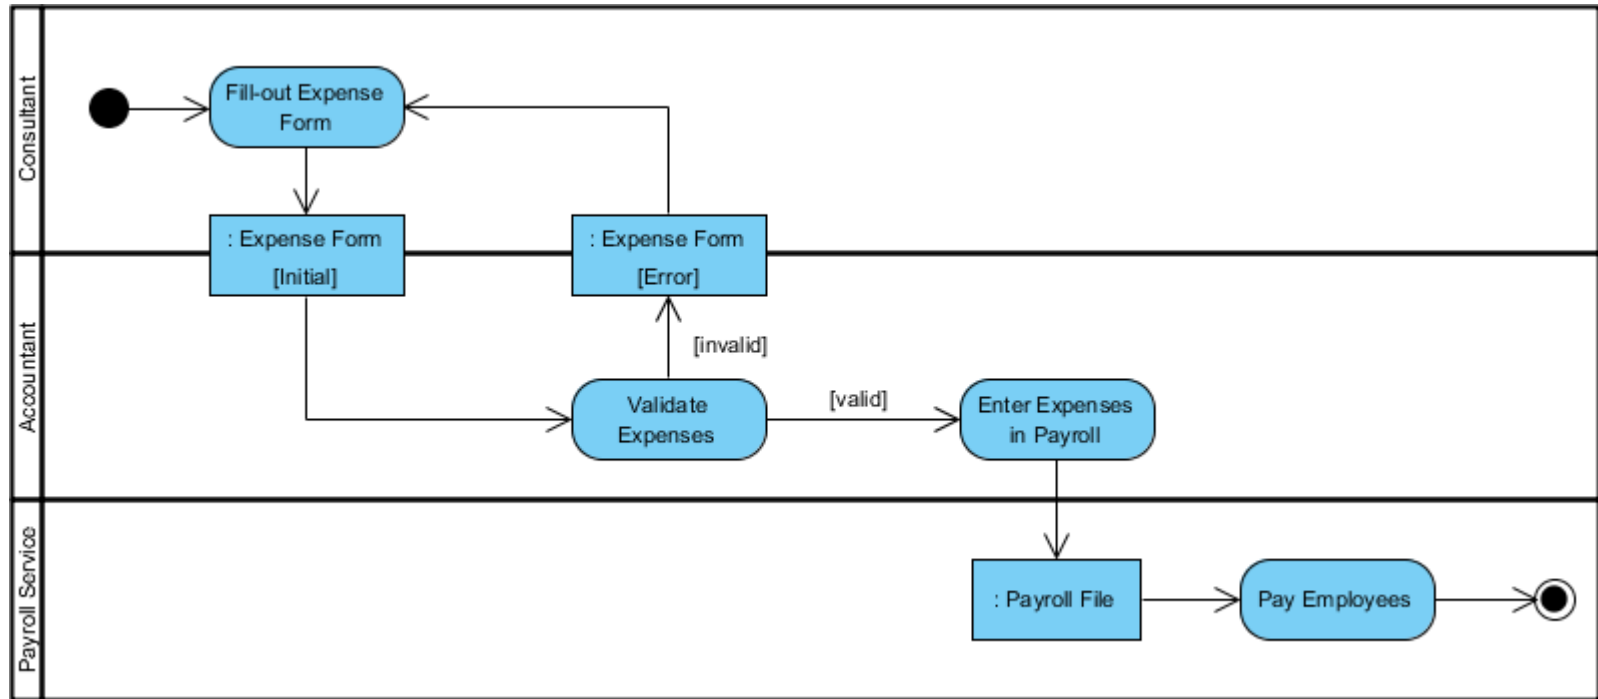 Consultant
Fill-out Expense
Form
: Expense Form
[Initial]
: Expense Form
[Error]
Accountant
[invalid]
Validate
Expenses
[valid]
Enter Expenses
in Payroll
Payroll Service
: Payroll File
Pay Employees